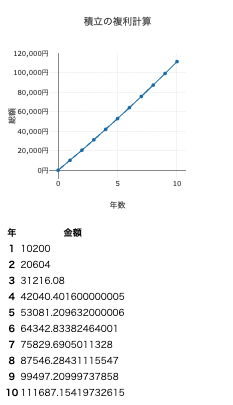 積立の複利計算
120,000円
100,000円
80,000円
60,000円
40,000円
20,000円
0円
総額
0 5 10
年数
年 金額
1 10200
2 20604
3 31216.08
4 42040.401600000005
5 53081.209632000006
6 64342.83382464001
7 75829.6905011328
8 87546.28431115547
9 99497.20999737858
10 111687.15419732615